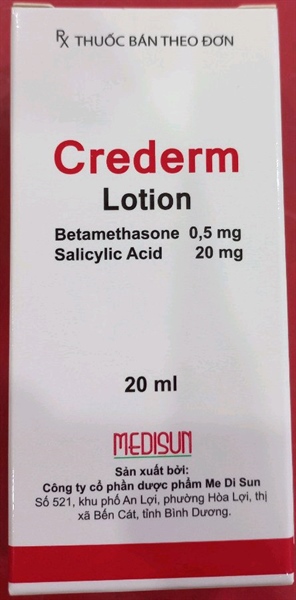 Rx THUỐC BÁN THEO ĐƠN
Crederm
Lotion
Betamethasone 0,5 mg
Salicylic Acid 20 mg
20 ml
MEDISUN
Sản xuất bởi:
Công ty cổ phần dược phẩm Me Di Sun
Số 521, khu phố An Lợi, phường Hòa Lợi, thị
xã Bến Cát, tỉnh Bình Dương.